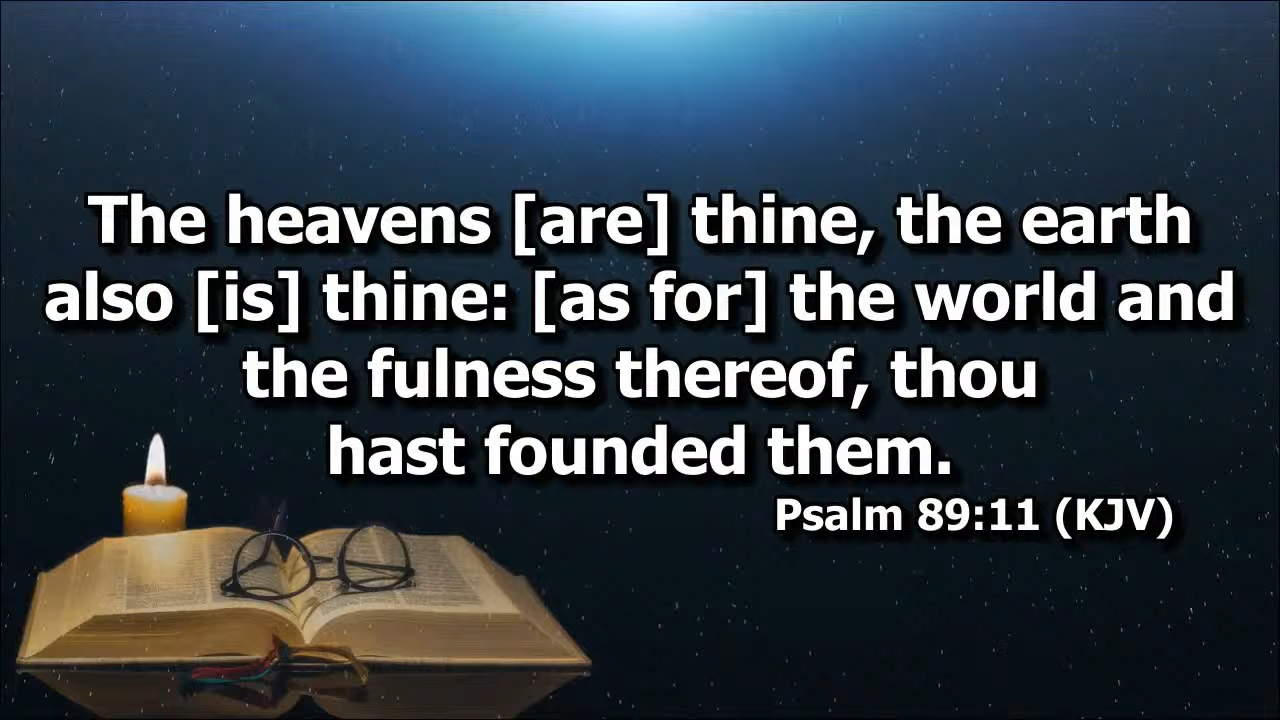 The heavens [are] thine, the earth
also [is] thine: [as for] the world and
the fulness thereof, thou
hast founded them.
Psalm 89:11 (KJV)